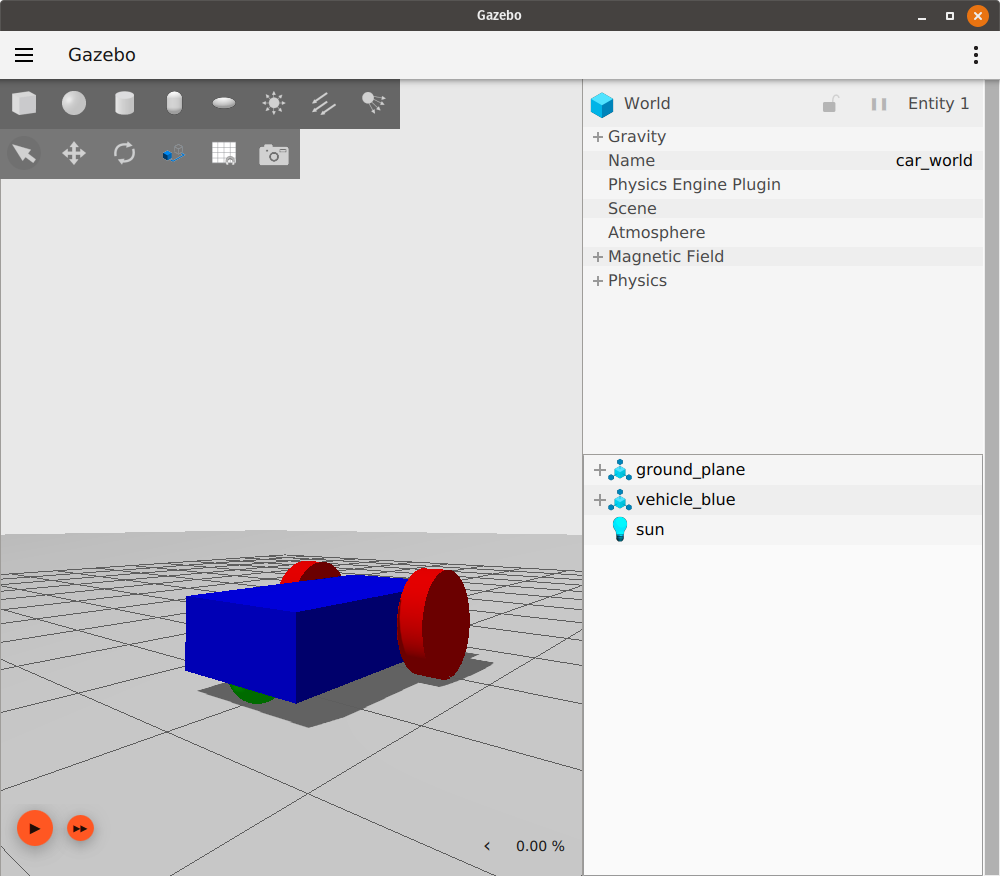 Gazebo
Gazebo
World Entity 1
Gravity
Name car_world
Physics Engine Plugin
Scene
Atmosphere
Magnetic Field
Physics
ground_plane
vehicle_blue
sun
0.00 %